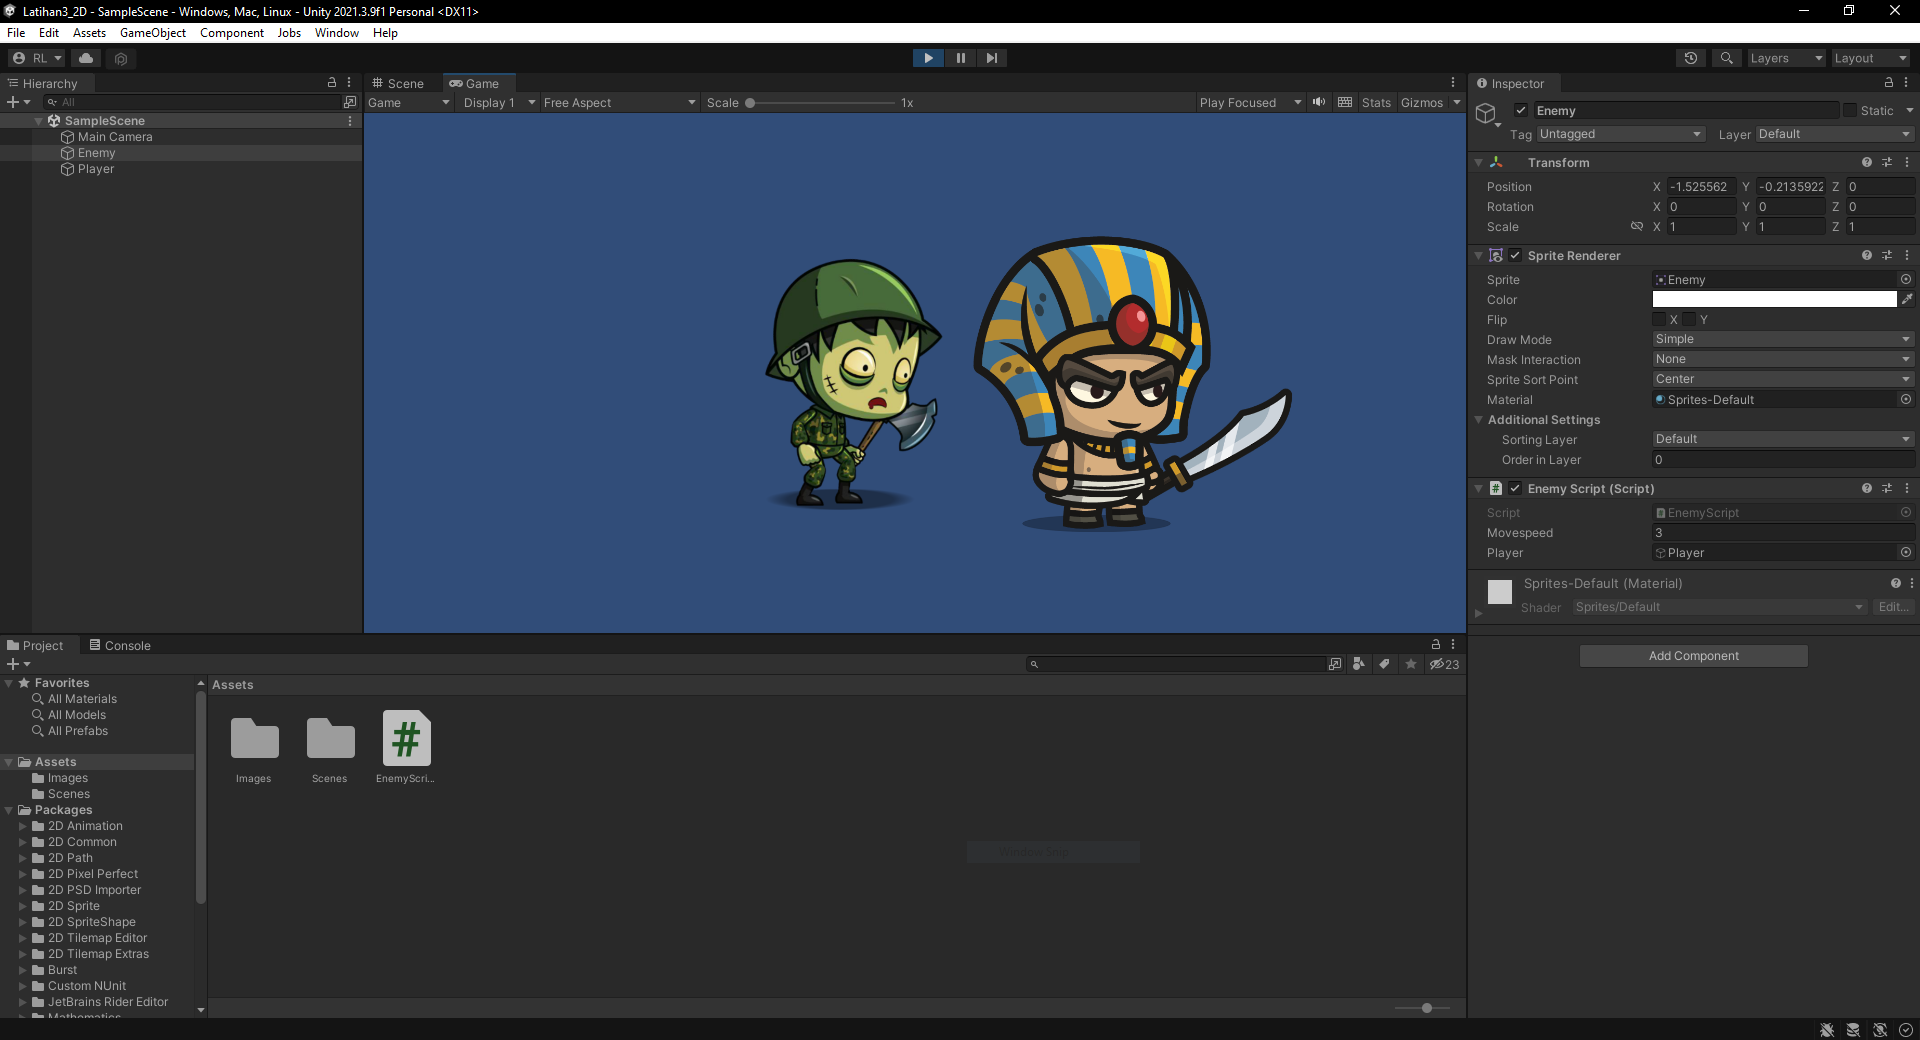 Latihan3_2D - SampleScene - Windows, Mac, Linux - Unity 2021.3.9f1 Personal <DX11>
File Edit Assets GameObject Component Jobs Window Help
RL
Layers Layout
Hierarchy
All
SampleScene
Main Camera
Enemy
Player
Scene Game
Game Display 1 Free Aspect Scale 1x Play Focused Stats Gizmos
Inspector
Enemy Static
Tag Untagged Layer Default
Transform
Position X -1.525562 Y -0.2135922 Z 0
Rotation X 0 Y 0 Z 0
Scale X 1 Y 1 Z 1
Sprite Renderer
Sprite Enemy
Color
Flip X Y
Draw Mode Simple
Mask Interaction None
Sprite Sort Point Center
Material Sprites-Default
Additional Settings
Sorting Layer Default
Order in Layer 0
# Enemy Script (Script)
Script EnemyScript
Movespeed 3
Player Player
Sprites-Default (Material)
Shader Sprites/Default Edit...
Add Component
Project Console
23
Favorites
All Materials
All Models
All Prefabs
Assets
Images
Scenes
Packages
2D Animation
2D Common
2D Path
2D Pixel Perfect
2D PSD Importer
2D Sprite
2D SpriteShape
2D Tilemap Editor
2D Tilemap Extras
Burst
Custom NUnit
JetBrains Rider Editor
Mathematics
Assets
#
Images Scenes EnemyScri...
Window Snip